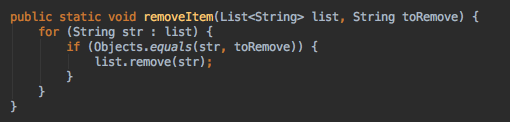 public static void removeItem(List<String> list, String toRemove) {
    for (String str : list) {
        if (Objects.equals(str, toRemove)) {
            list.remove(str);
        }
    }
}